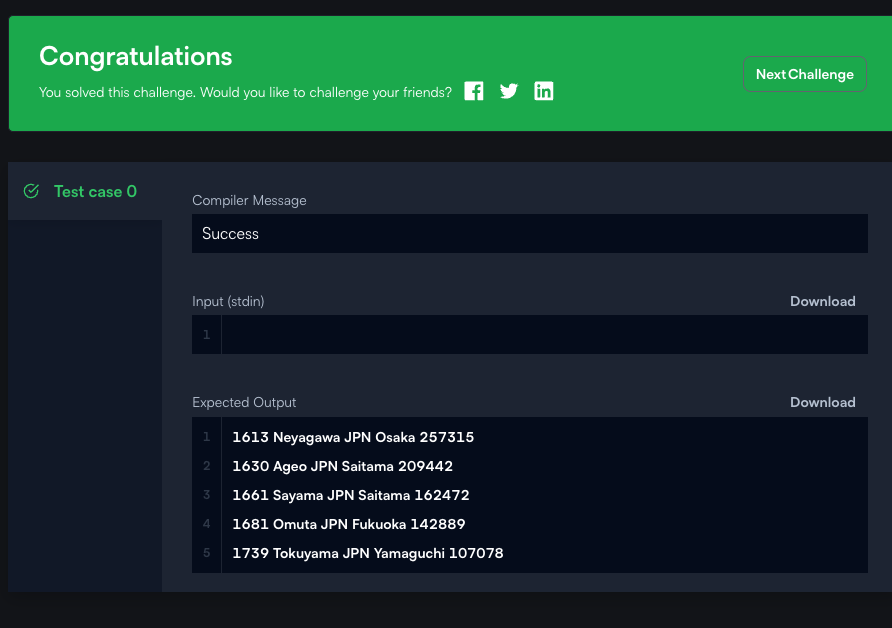 Congratulations
You solved this challenge. Would you like to challenge your friends?
Next Challenge
Test case 0
Compiler Message
Success
Input (stdin)
Download
1
Expected Output
Download
1 1613 Neyagawa JPN Osaka 257315
2 1630 Ageo JPN Saitama 209442
3 1661 Sayama JPN Saitama 162472
4 1681 Omuta JPN Fukuoka 142889
5 1739 Tokuyama JPN Yamaguchi 107078